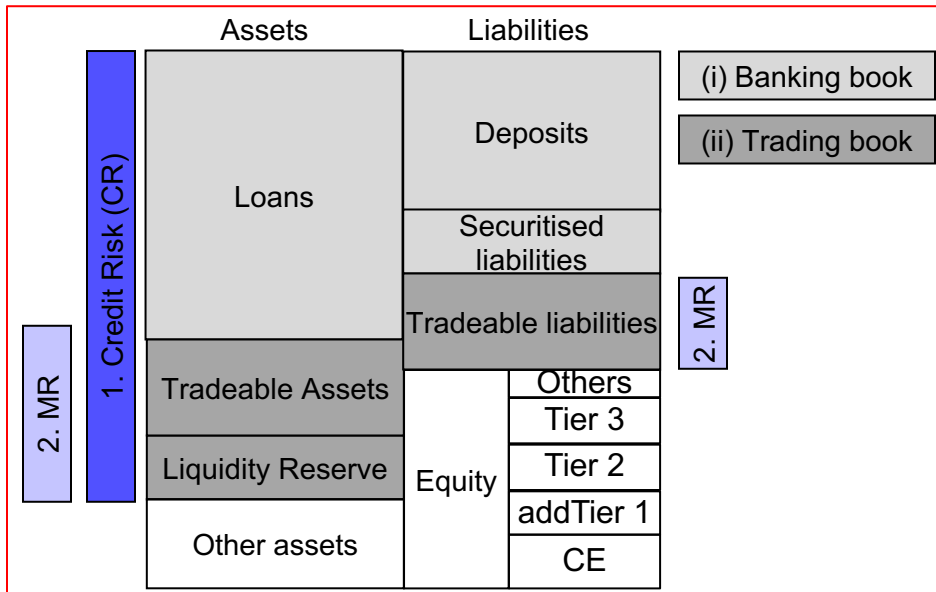 Assets
Liabilities
(i) Banking book
(ii) Trading book
1. Credit Risk (CR)
2. MR
Loans
Tradeable Assets
Liquidity Reserve
Other assets
Deposits
Securitised
liabilities
Tradeable liabilities
2. MR
Equity
Others
Tier 3
Tier 2
addTier 1
CE